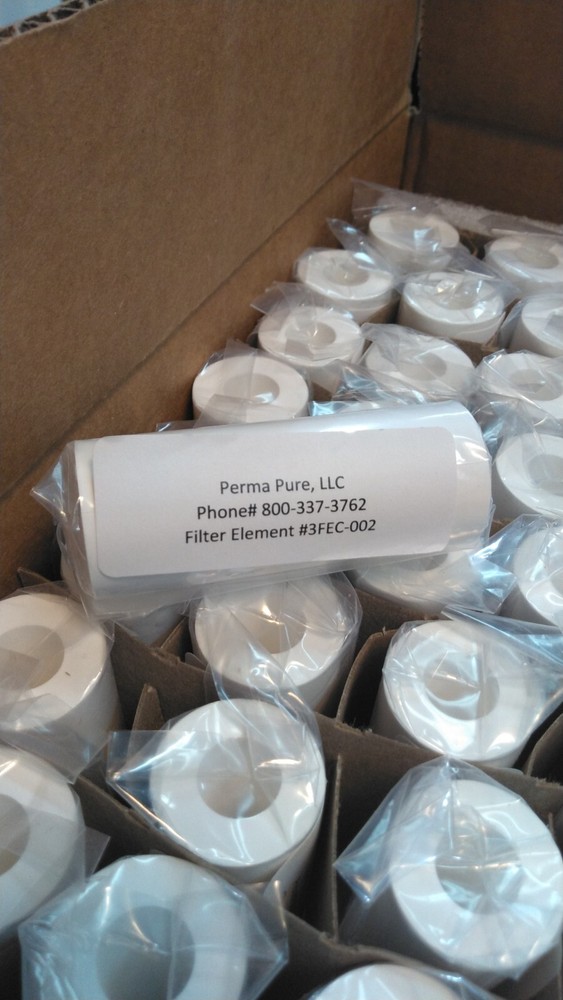 Perma Pure, LLC
Phone# 800-337-3762
Filter Element #3FEC-002